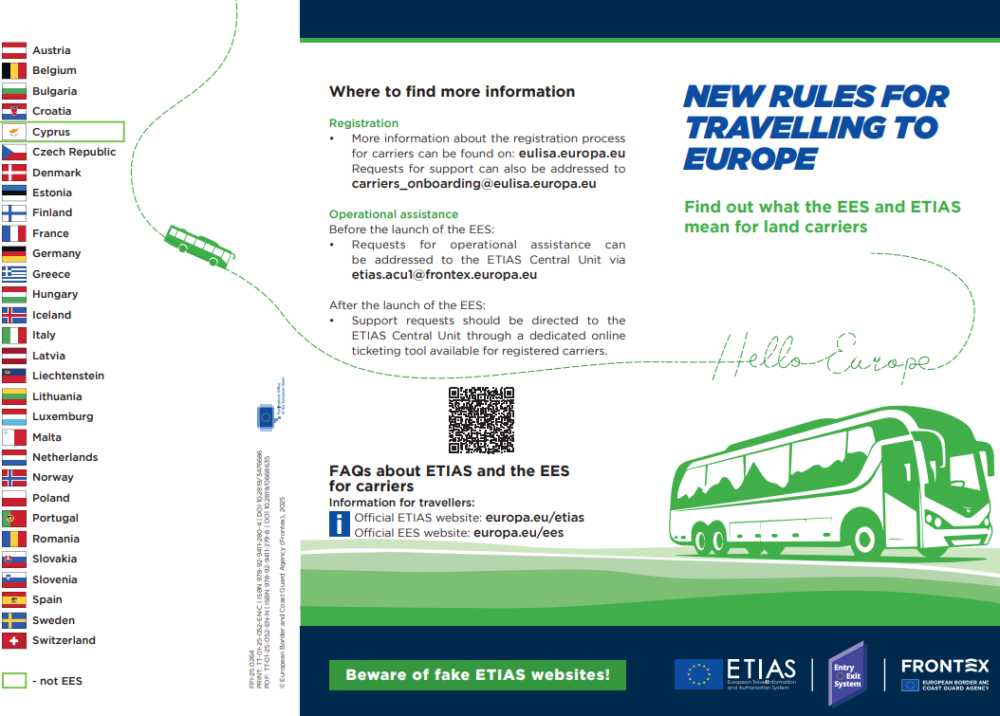 Austria
Belgium
Bulgaria
Croatia
Cyprus
Czech Republic
Denmark
Estonia
Finland
France
Germany
Greece
Hungary
Iceland
Italy
Latvia
Liechtenstein
Lithuania
Luxemburg
Malta
Netherlands
Norway
Poland
Portugal
Romania
Slovakia
Slovenia
Spain
Sweden
Switzerland
- not EES
Publications Office
of the European Union
FPI-25.0264
PRINT: TT-01-25-052-EN-C | ISBN 978-92-9411-280-4 | DOI 10.2819/3476686
PDF: TT-01-25-052-EN-N | ISBN 978-92-9411-279-8 | DOI 10.2819/0668635
© European Border and Coast Guard Agency (Frontex), 2025
Where to find more information
Registration
• More information about the registration process
for carriers can be found on: eulisa.europa.eu
Requests for support can also be addressed to
carriers_onboarding@eulisa.europa.eu
Operational assistance
Before the launch of the EES:
• Requests for operational assistance can
be addressed to the ETIAS Central Unit via
etias.acu1@frontex.europa.eu
After the launch of the EES:
• Support requests should be directed to the
ETIAS Central Unit through a dedicated online
ticketing tool available for registered carriers.
FAQs about ETIAS and the EES
for carriers
Information for travellers:
i
Official ETIAS website: europa.eu/etias
Official EES website: europa.eu/ees
Beware of fake ETIAS websites!
NEW RULES FOR
TRAVELLING TO
EUROPE
Find out what the EES and ETIAS
mean for land carriers
Hello Europe
ETIAS
European Travel Information
and Authorisation System
Entry
Exit
System
FRONTEX
EUROPEAN BORDER AND
COAST GUARD AGENCY